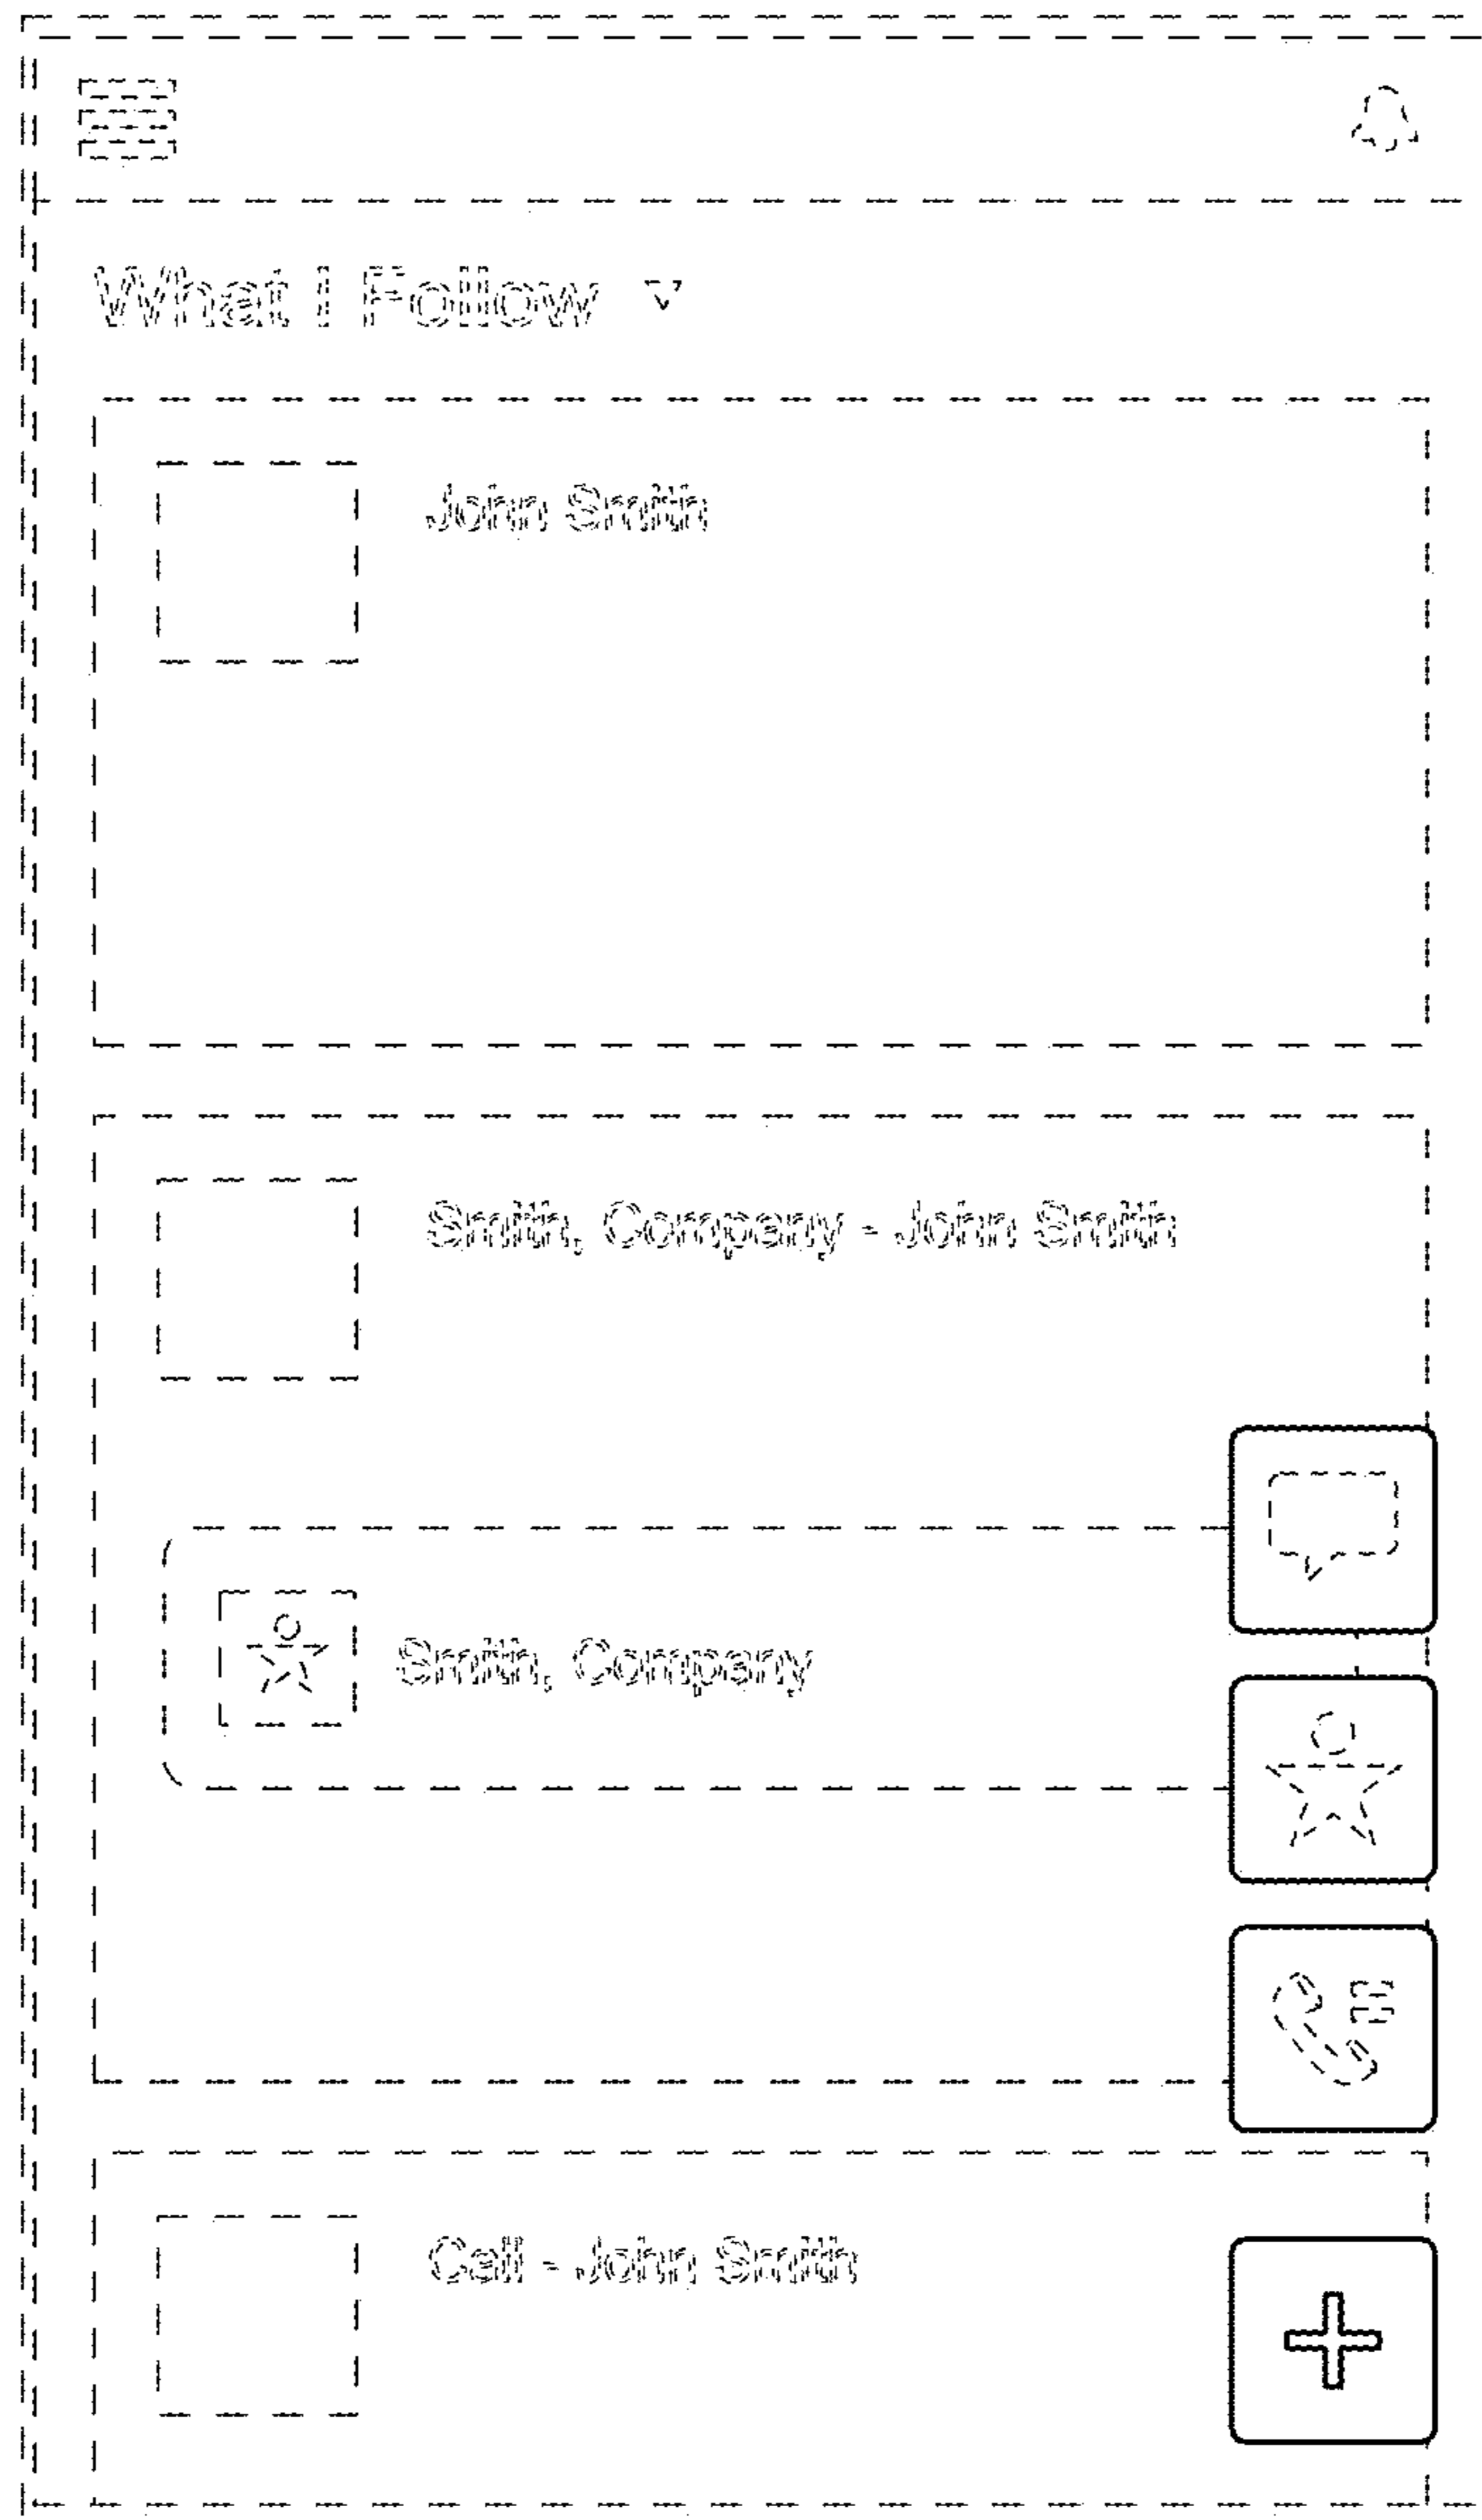 What I Follow
John Smith
Smith, Company - John Smith
Smith, Company
Call - John Smith